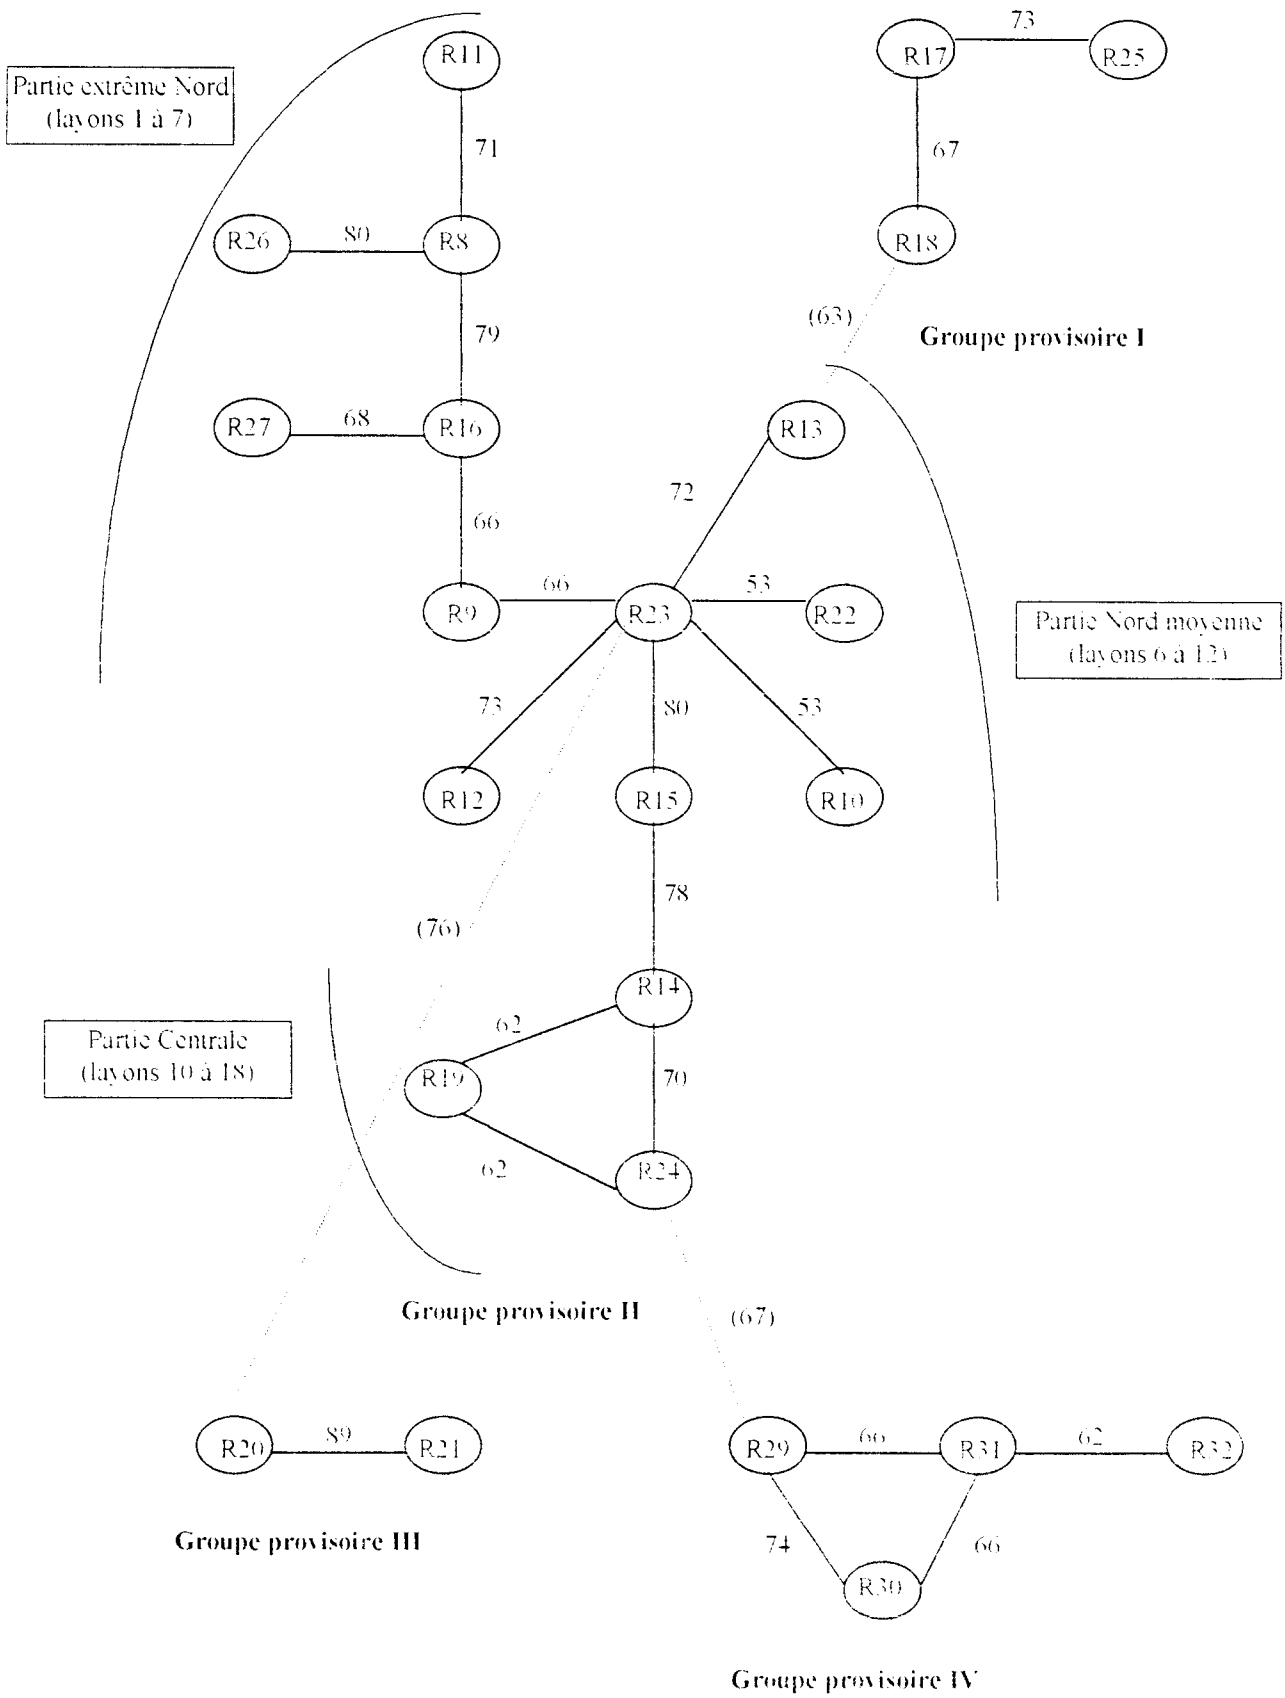 R11
R17
73
R25
Partie extrême Nord
(layons 1 à 7)
71
67
R26
80
R8
R18
79
(63)
Groupe provisoire I
R27
68
R16
R13
72
66
R9
66
R23
53
R22
Partie Nord moyenne
(layons 6 à 12)
73
80
53
R12
R15
R10
78
(76)
R14
Partie Centrale
(layons 10 à 18)
62
R19
70
62
R24
Groupe provisoire II
(67)
R20
89
R21
R29
66
R31
62
R32
Groupe provisoire III
74
66
R30
Groupe provisoire IV